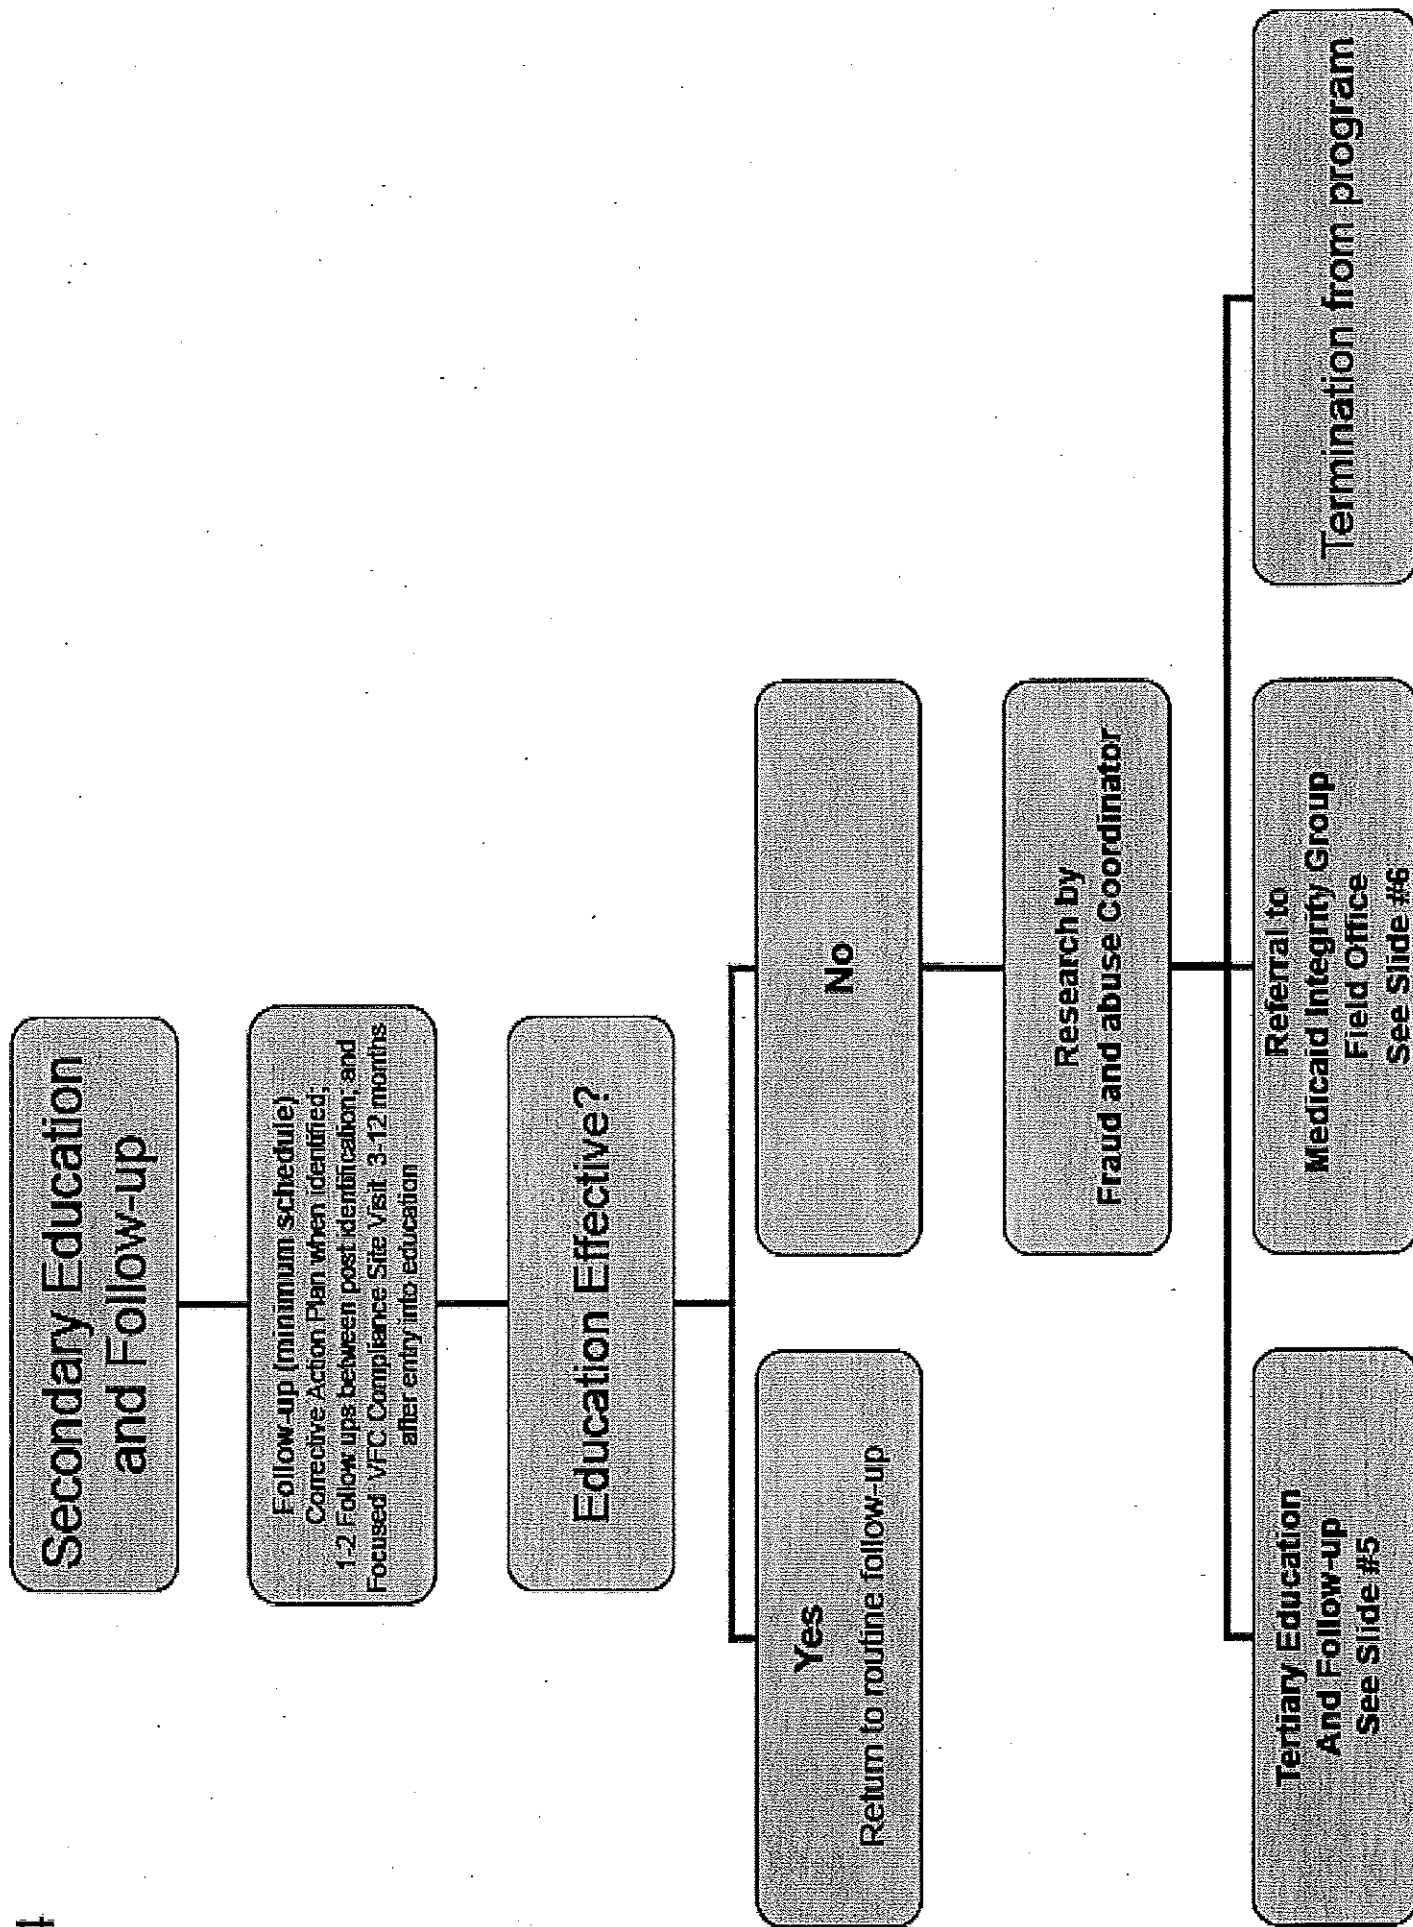 Secondary Education
and Follow-up
Follow-up (minimum schedule)
Corrective Action Plan when identified;
1-2 Follow ups between post identification; and
Focused VFC Compliance Site Visit 3-12 months
after entry into education
Education Effective?
Yes
Return to routine follow-up
No
Research by
Fraud and abuse Coordinator
Tertiary Education
And Follow-up
See Slide #5
Referral to
Medicaid Integrity Group
Field Office
See Slide #6
Termination from program